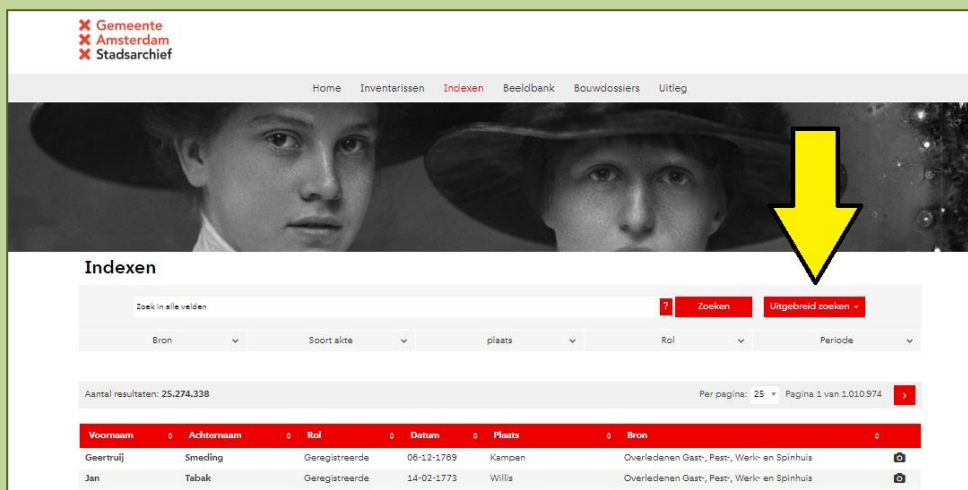 Gemeente
Amsterdam
Stadsarchief
Home Inventarissen Indexen Beeldbank Bouwdossiers Uitleg
Indexen
Zoek in alle velden ? Zoeken Uitgebreid zoeken
Bron Soort akte plaats Rol Periode
Aantal resultaten: 25.274.338 Per pagina: 25 Pagina 1 van 1.010.974 >
Voornaam Achternaam Rol Datum Plaats Bron
Geertruij Smeding Geregistreerde 06-12-1769 Kampen Overledenen Gast-, Pest-, Werk- en Spinhuis
Jan Tabak Geregistreerde 14-02-1773 Willis Overledenen Gast-, Pest-, Werk- en Spinhuis